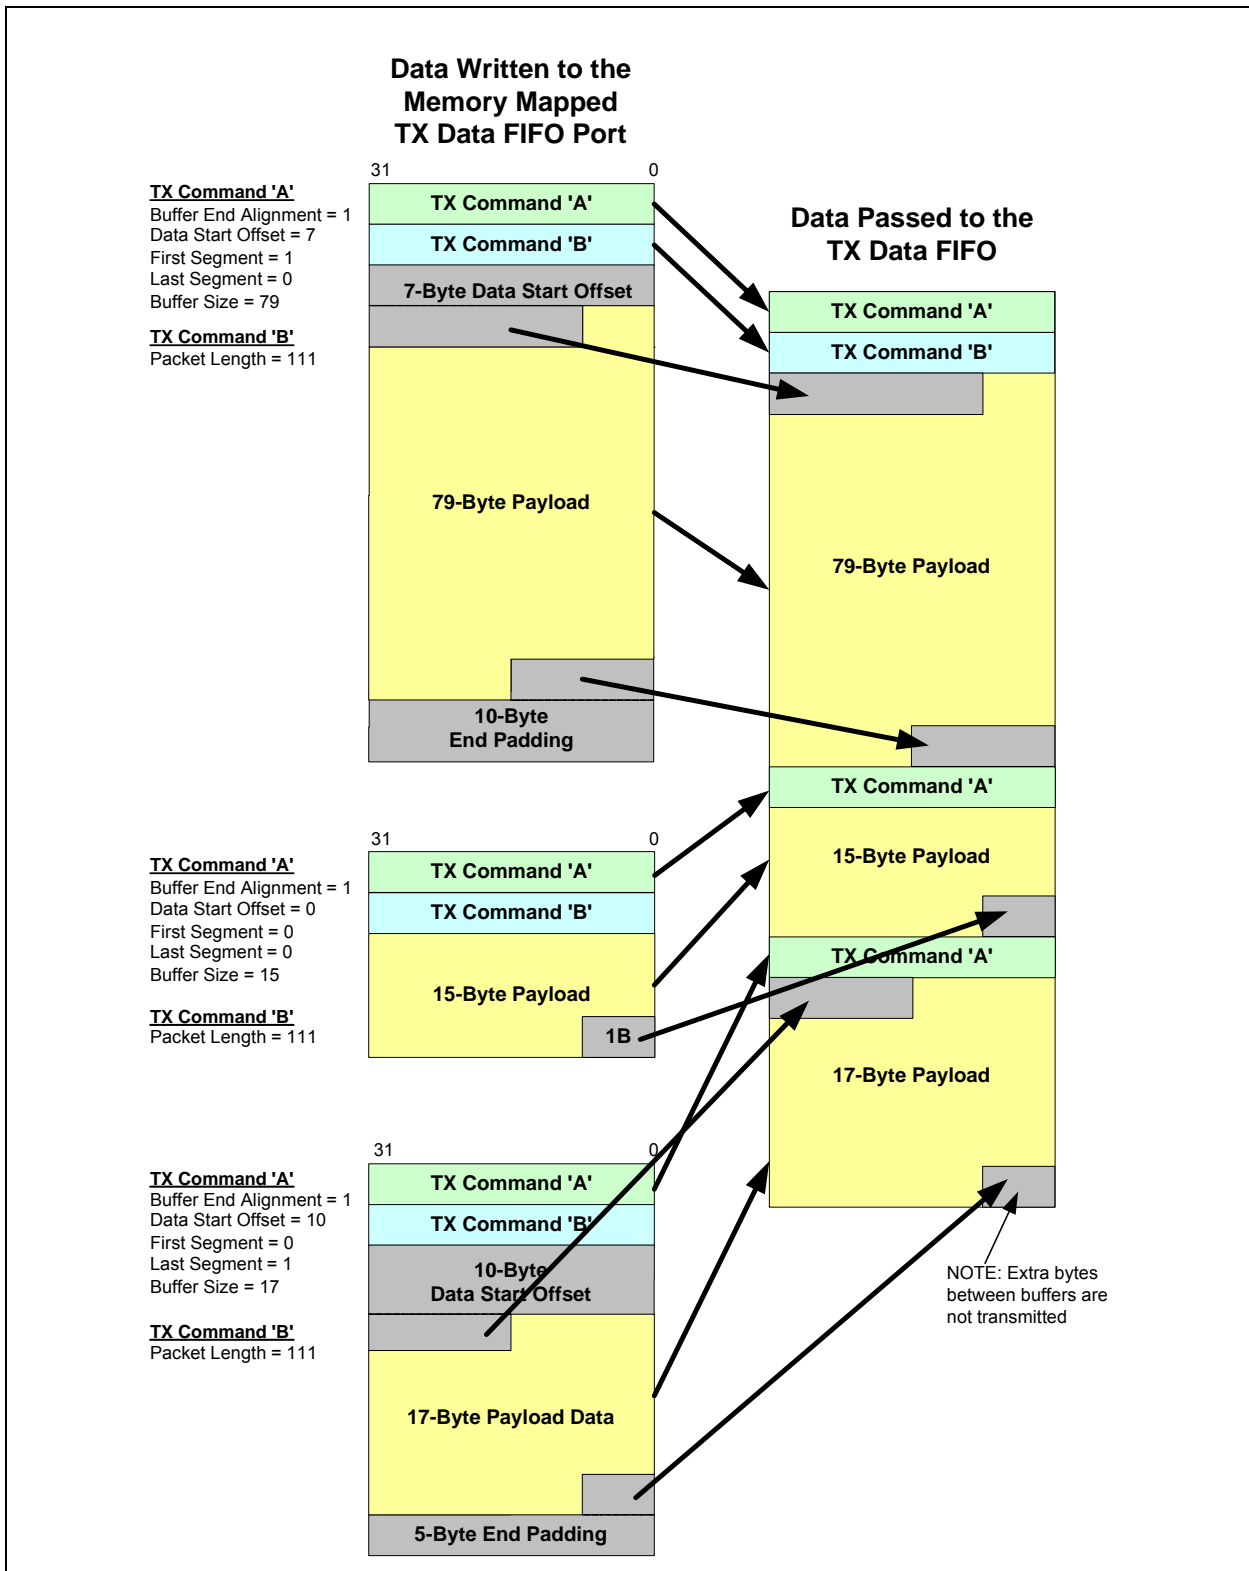 Data Written to the
Memory Mapped
TX Data FIFO Port
31
0
TX Command 'A'
Buffer End Alignment = 1
Data Start Offset = 7
First Segment = 1
Last Segment = 0
Buffer Size = 79
TX Command 'B'
Packet Length = 111
TX Command 'A'
TX Command 'B'
7-Byte Data Start Offset
79-Byte Payload
10-Byte
End Padding
31
0
TX Command 'A'
Buffer End Alignment = 1
Data Start Offset = 0
First Segment = 0
Last Segment = 0
Buffer Size = 15
TX Command 'B'
Packet Length = 111
TX Command 'A'
TX Command 'B'
15-Byte Payload
1B
31
0
TX Command 'A'
Buffer End Alignment = 1
Data Start Offset = 10
First Segment = 0
Last Segment = 1
Buffer Size = 17
TX Command 'B'
Packet Length = 111
TX Command 'A'
TX Command 'B'
10-Byte
Data Start Offset
17-Byte Payload Data
5-Byte End Padding
Data Passed to the
TX Data FIFO
TX Command 'A'
TX Command 'B'
79-Byte Payload
TX Command 'A'
15-Byte Payload
TX Command 'A'
17-Byte Payload
NOTE: Extra bytes
between buffers are
not transmitted